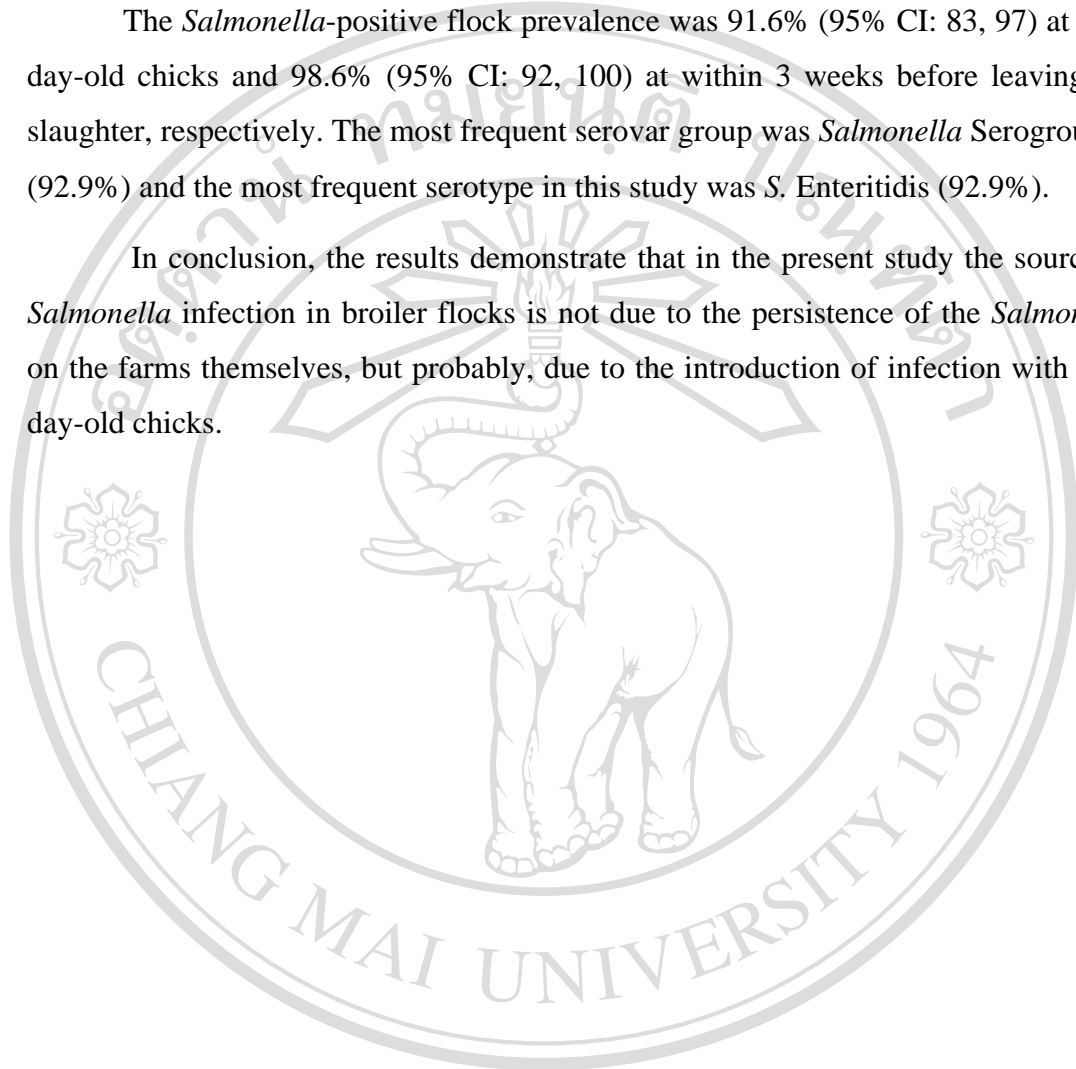 The Salmonella-positive flock prevalence was 91.6% (95% CI: 83, 97) at
day-old chicks and 98.6% (95% CI: 92, 100) at within 3 weeks before leaving
slaughter, respectively. The most frequent serovar group was Salmonella
(92.9%) and the most frequent serotype in this study was S. Enteritidis (92.9%).
In conclusion, the results demonstrate that in the present study the
Salmonella infection in broiler flocks is not due to the persistence of the
on the farms themselves, but probably, due to the introduction of infection with
day-old chicks.
CHIANG MAI UNIVERSITY 1964